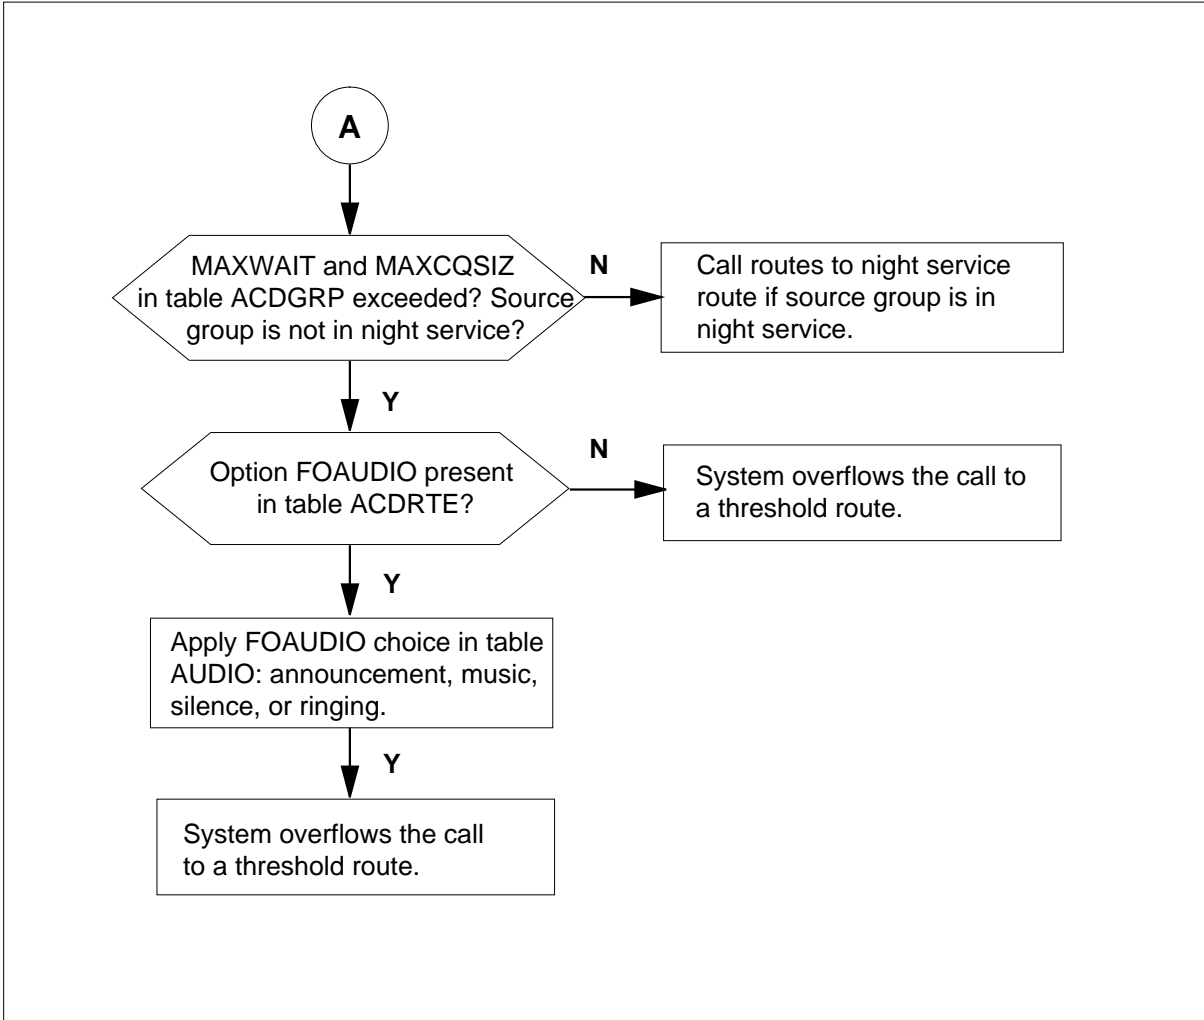 A
MAXWAIT and MAXCQSIZ
in table ACDGRP exceeded? Source
group is not in night service?
N
Call routes to night service
route if source group is in
night service.
Y
Option FOAUDIO present
in table ACDRTE?
N
System overflows the call to
a threshold route.
Y
Apply FOAUDIO choice in table
AUDIO: announcement, music,
silence, or ringing.
Y
System overflows the call
to a threshold route.